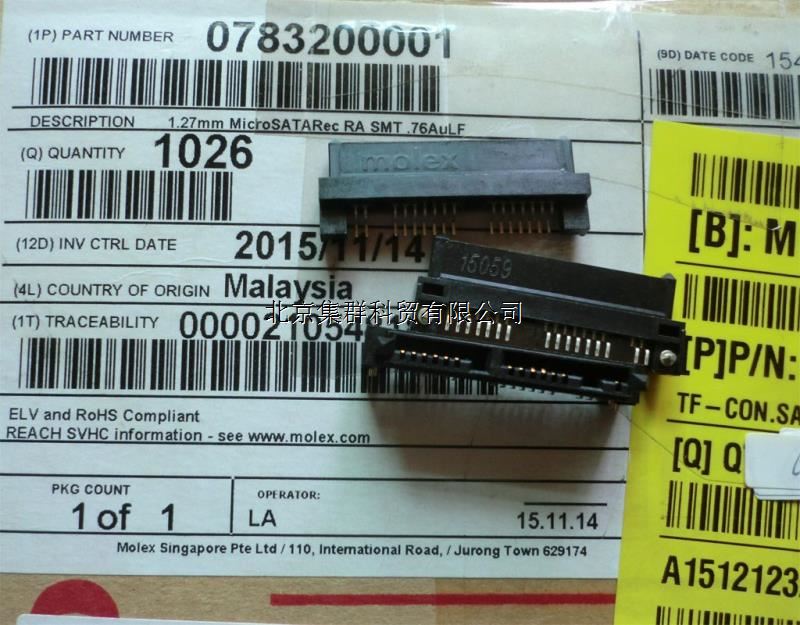 (1P) PART NUMBER 0783200001
(9D) DATE CODE
DESCRIPTION 1.27mm MicroSATARec RA SMT .76AuLF
(Q) QUANTITY 1026
molex
(12D) INV CTRL DATE 2015/11/14
15059
[B]: M
(4L) COUNTRY OF ORIGIN Malaysia
北京集群科贸有限公司
(1T) TRACEABILITY 000021054
[P]P/N:
TF-CON.SA
ELV and RoHS Compliant
REACH SVHC information - see www.molex.com
[Q] Q
PKG COUNT
1 of 1
OPERATOR:
LA
15.11.14
Molex Singapore Pte Ltd / 110, International Road, / Jurong Town 629174
A1512123